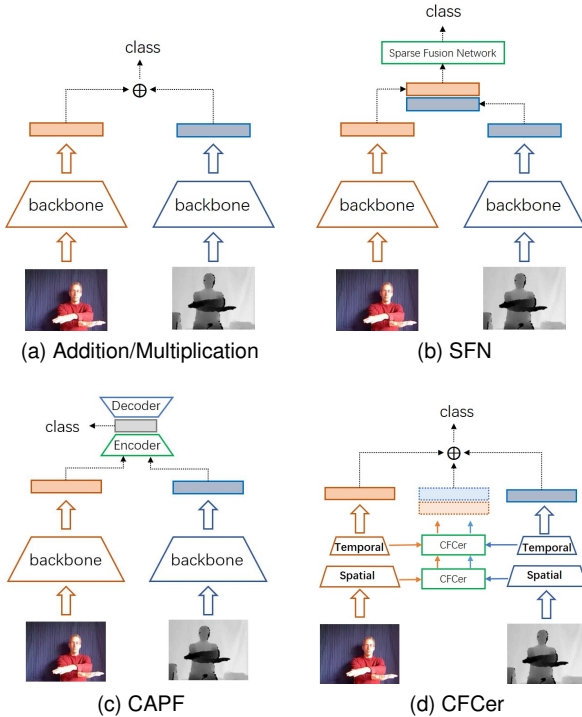 class
⊕
backbone
backbone
(a) Addition/Multiplication
class
Sparse Fusion Network
backbone
backbone
(b) SFN
Decoder
class
Encoder
backbone
backbone
(c) CAPF
class
⊕
Temporal
CFCer
Temporal
Spatial
CFCer
Spatial
(d) CFCer